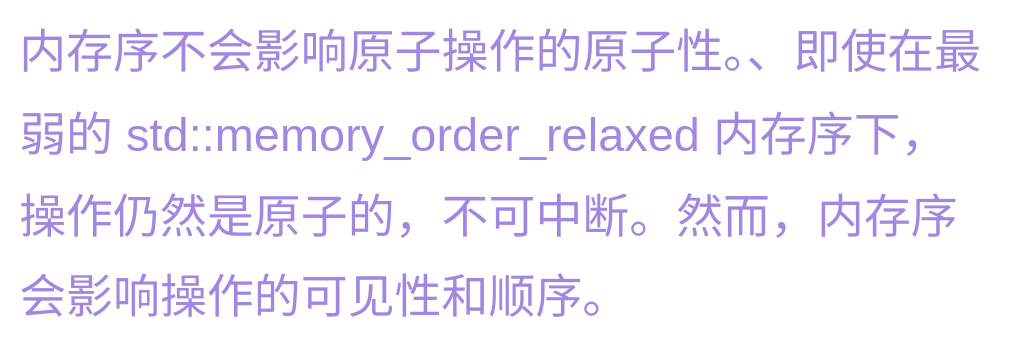 内存序不会影响原子操作的原子性。、即使在最
弱的 std::memory_order_relaxed 内存序下，
操作仍然是原子的，不可中断。然而，内存序
会影响操作的可见性和顺序。